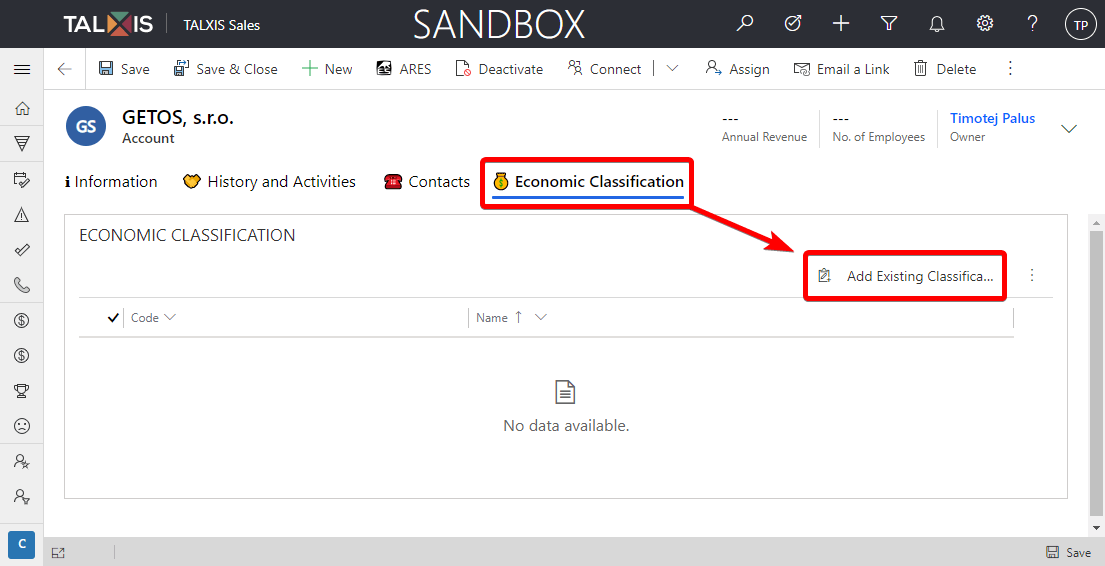 TALXIS TALXIS Sales SANDBOX ? TP
Save Save & Close New ARES Deactivate Connect Assign Email a Link Delete
GS GETOS, s.r.o. --- --- Timotej Palus
Account Annual Revenue No. of Employees Owner
Information History and Activities Contacts Economic Classification
ECONOMIC CLASSIFICATION
Add Existing Classifica...
Code Name
No data available.
C
Save